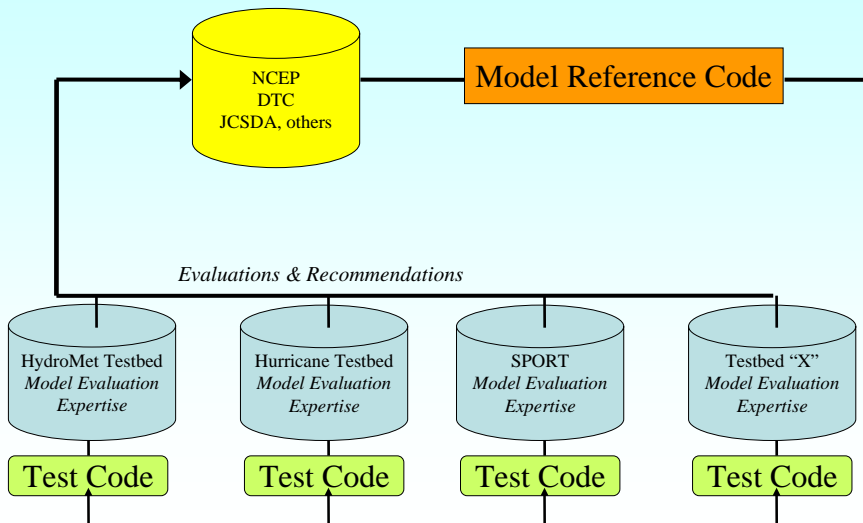 NCEP
DTC
JCSDA, others
Model Reference Code
Evaluations & Recommendations
HydroMet Testbed
Model Evaluation
Expertise
Hurricane Testbed
Model Evaluation
Expertise
SPORT
Model Evaluation
Expertise
Testbed “X”
Model Evaluation
Expertise
Test Code
Test Code
Test Code
Test Code